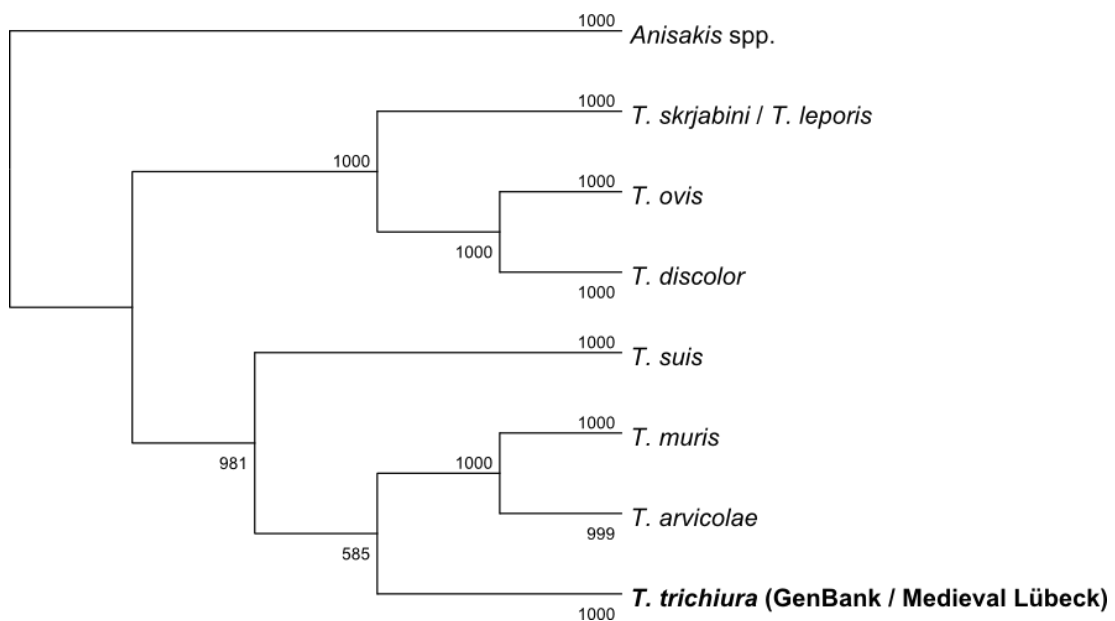 1000
Anisakis spp.
1000
T. skrjabini / T. leporis
1000
1000
T. ovis
1000
T. discolor
1000
1000
T. suis
1000
T. muris
981
1000
T. arvicolae
999
585
T. trichiura (GenBank / Medieval Lübeck)
1000